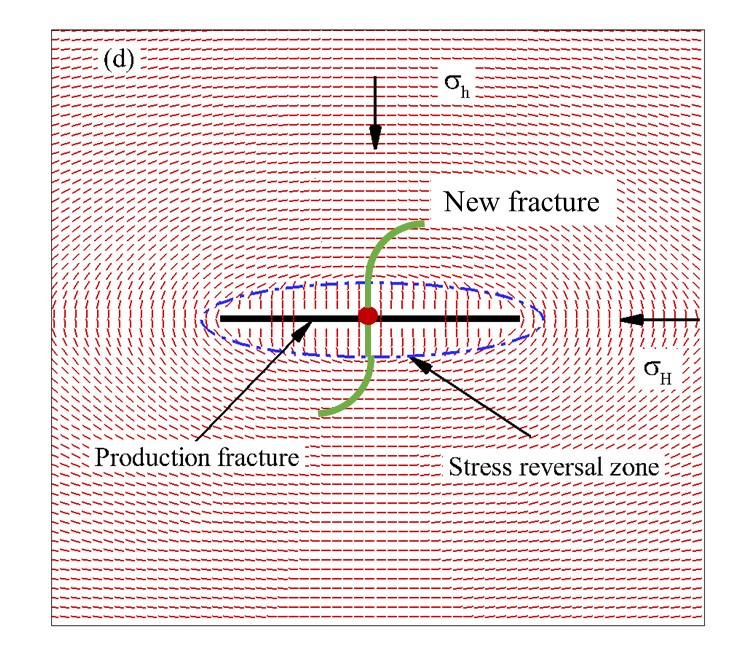 (d)
σh
New fracture
σH
Production fracture
Stress reversal zone